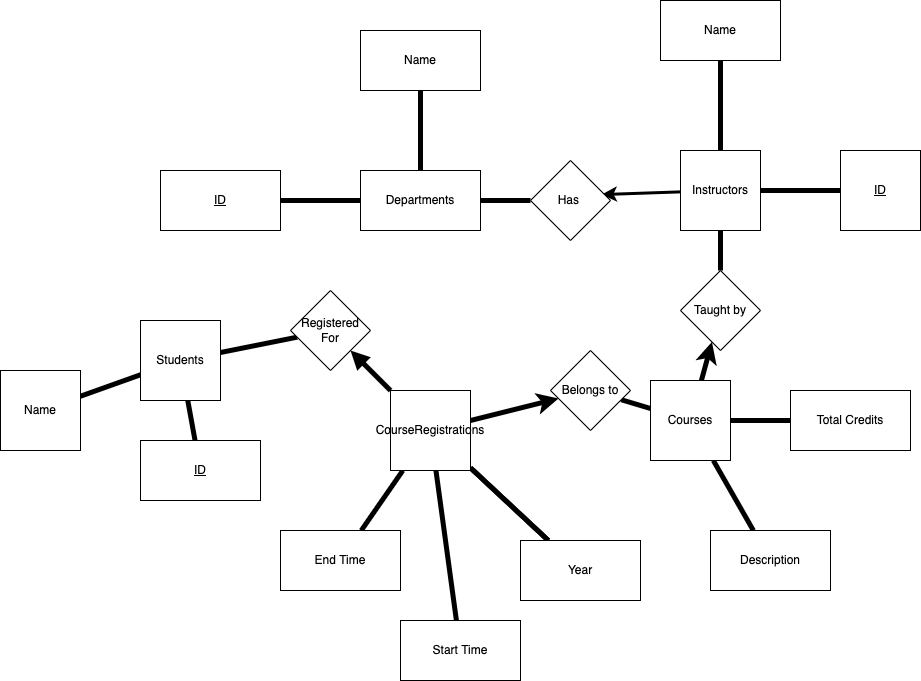 Name
Name
ID
Departments
Has
Instructors
ID
Taught by
Registered
For
Students
Name
ID
CourseRegistrations
Belongs to
Courses
Total Credits
End Time
Year
Description
Start Time